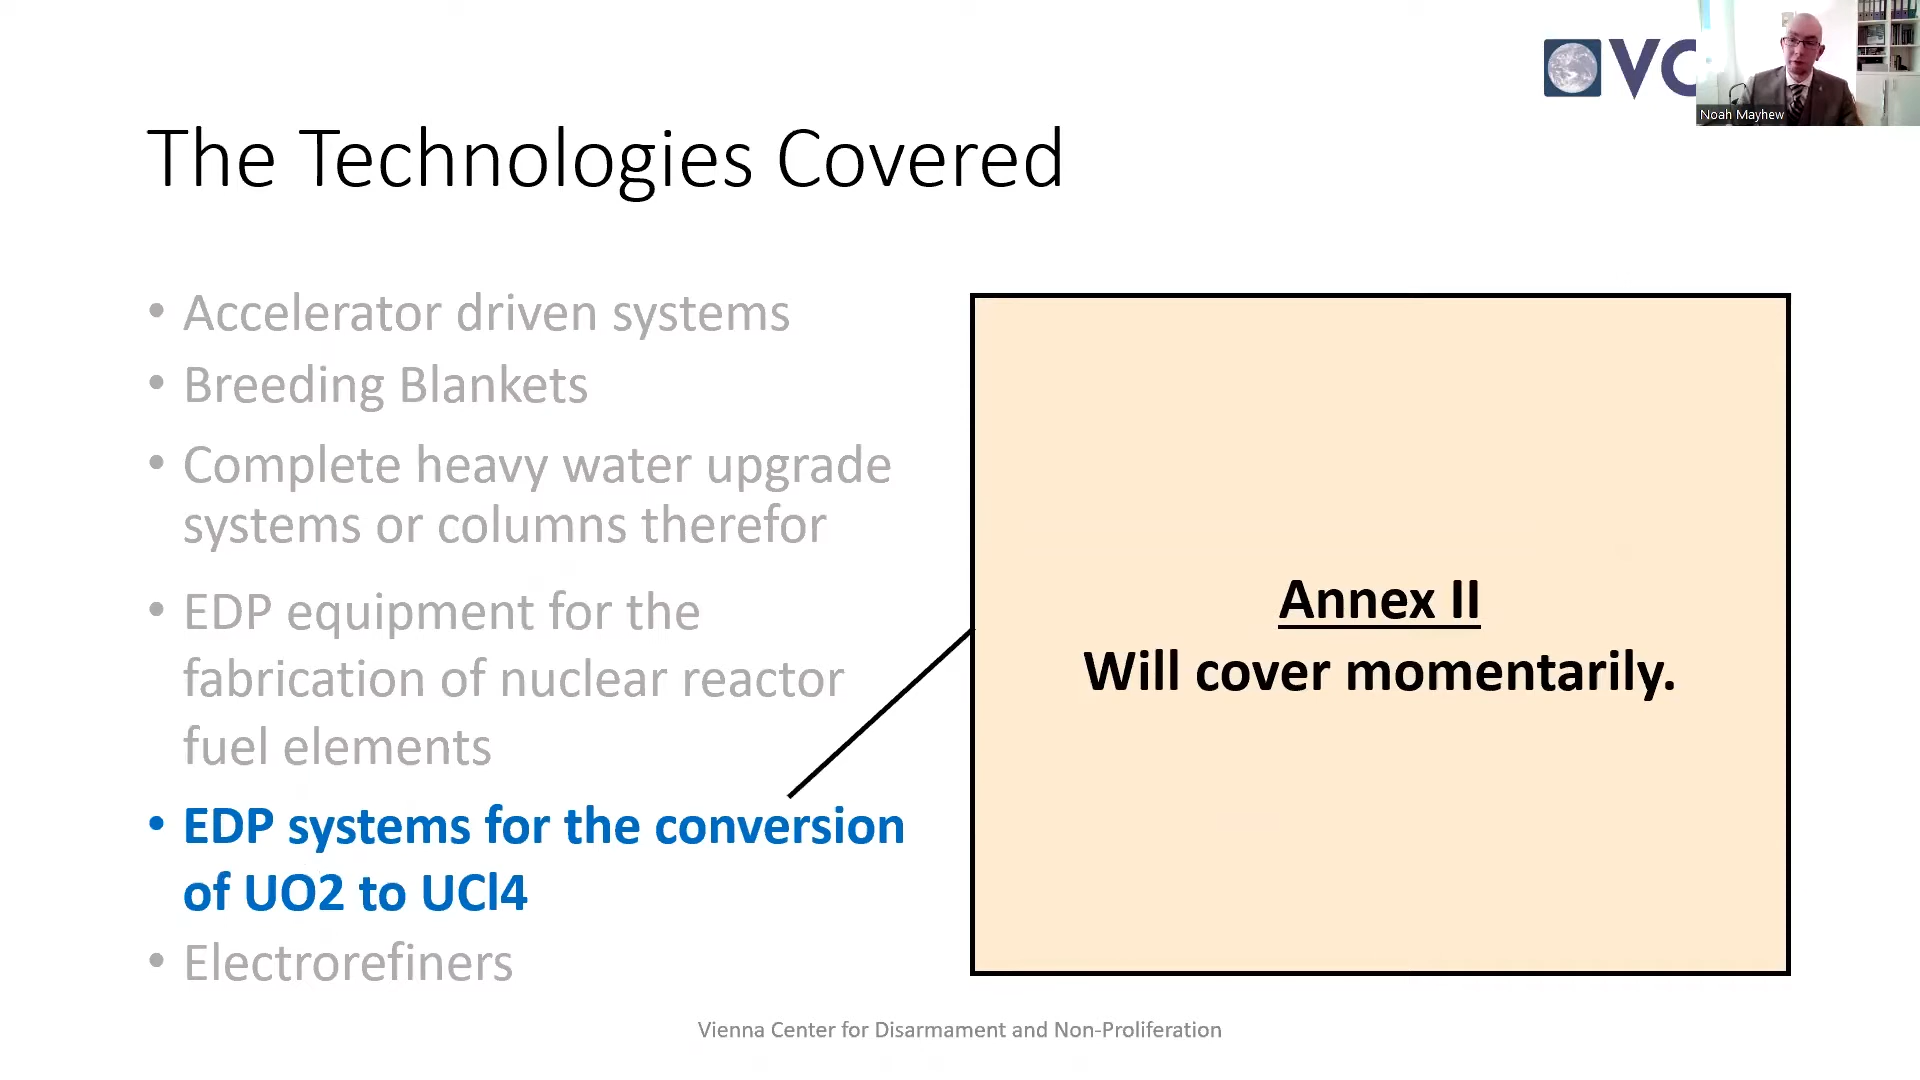 VC
Noah Mayhew
The Technologies Covered
• Accelerator driven systems
• Breeding Blankets
• Complete heavy water upgrade
systems or columns therefor
• EDP equipment for the
fabrication of nuclear reactor
fuel elements
• EDP systems for the conversion
of UO2 to UCl4
• Electrorefiners
Annex II
Will cover momentarily.
Vienna Center for Disarmament and Non-Proliferation